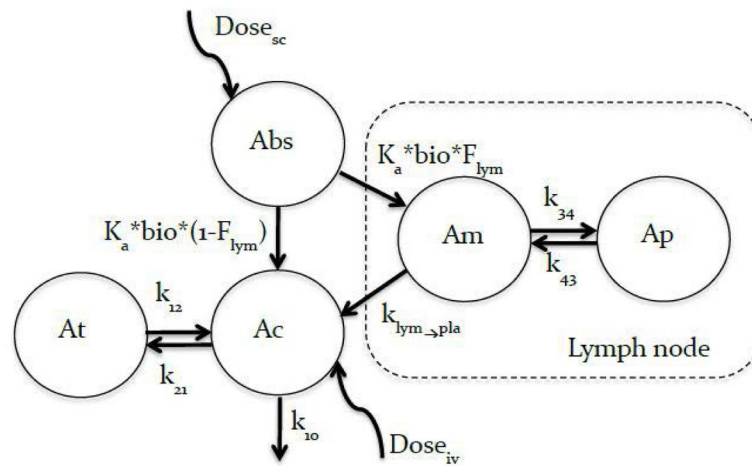 Dose_sc
Abs
K_a*bio*F_lym
k_34
Am
Ap
K_a*bio*(1-F_lym)
k_43
k_12
At
Ac
k_lym→pla
Lymph node
k_21
k_10
Dose_iv